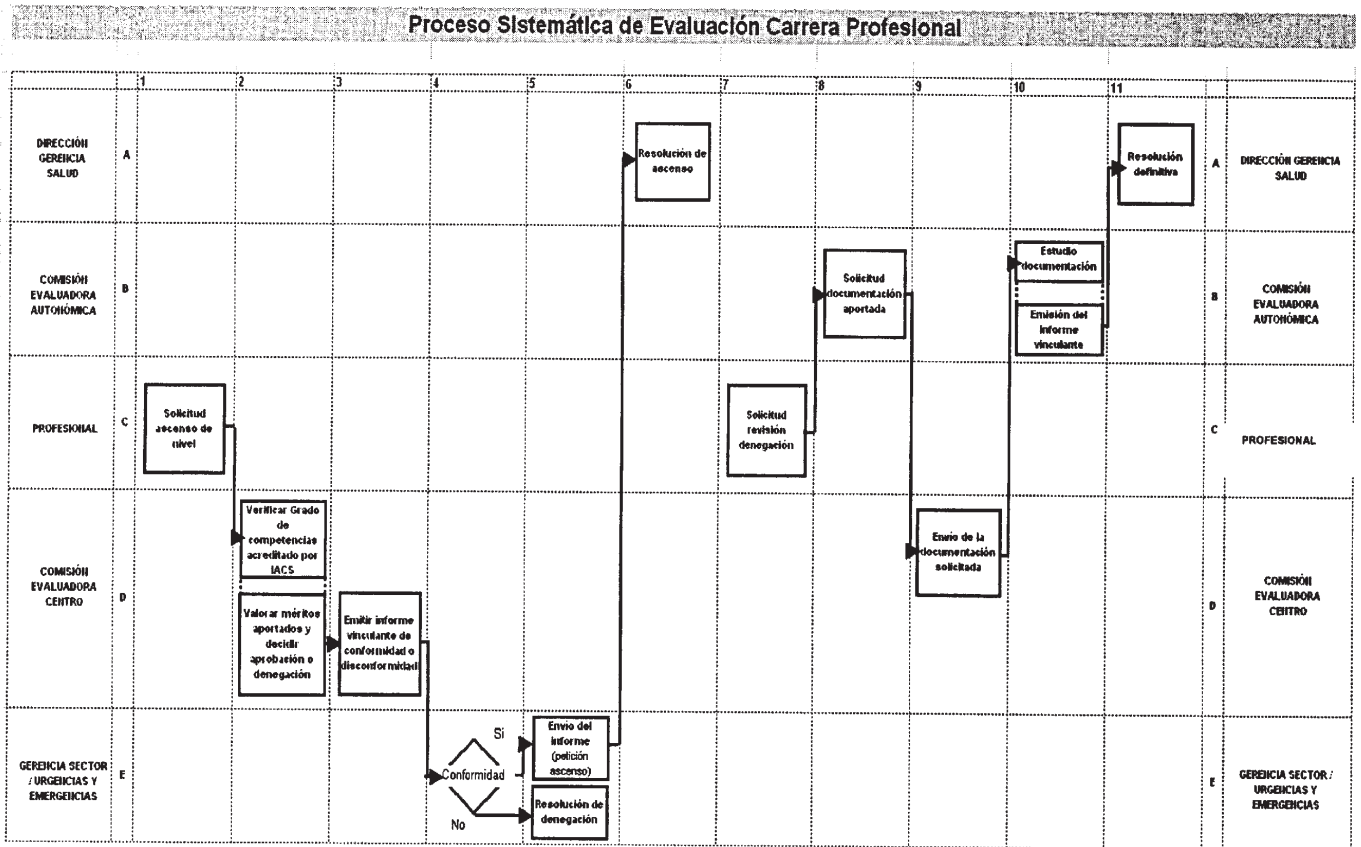 Proceso Sistemática de Evaluación Carrera Profesional
1 2 3 4 5 6 7 8 9 10 11
DIRECCIÓN
GERENCIA
SALUD
A
Resolución de
ascenso
Resolución
definitiva
A
DIRECCIÓN GERENCIA
SALUD
COMISIÓN
EVALUADORA
AUTONÓMICA
B
Solicitud
documentación
aportada
Estudio
documentación
Emisión del
informe
vinculante
B
COMISIÓN
EVALUADORA
AUTONÓMICA
PROFESIONAL
C
Solicitud
ascenso de
nivel
Solicitud
revisión
denegación
C
PROFESIONAL
COMISIÓN
EVALUADORA
CENTRO
D
Verificar Grado
de
competencias
acreditado por
IACS
Valorar méritos
aportados y
decidir
aprobación o
denegación
Emitir informe
vinculante de
conformidad o
disconformidad
Envio de la
documentación
solicitada
D
COMISIÓN
EVALUADORA
CENTRO
GERENCIA SECTOR
/ URGENCIAS Y
EMERGENCIAS
E
Conformidad
Si
No
Envio del
informe
(petición
ascenso)
Resolución de
denegación
E
GERENCIA SECTOR /
URGENCIAS Y
EMERGENCIAS